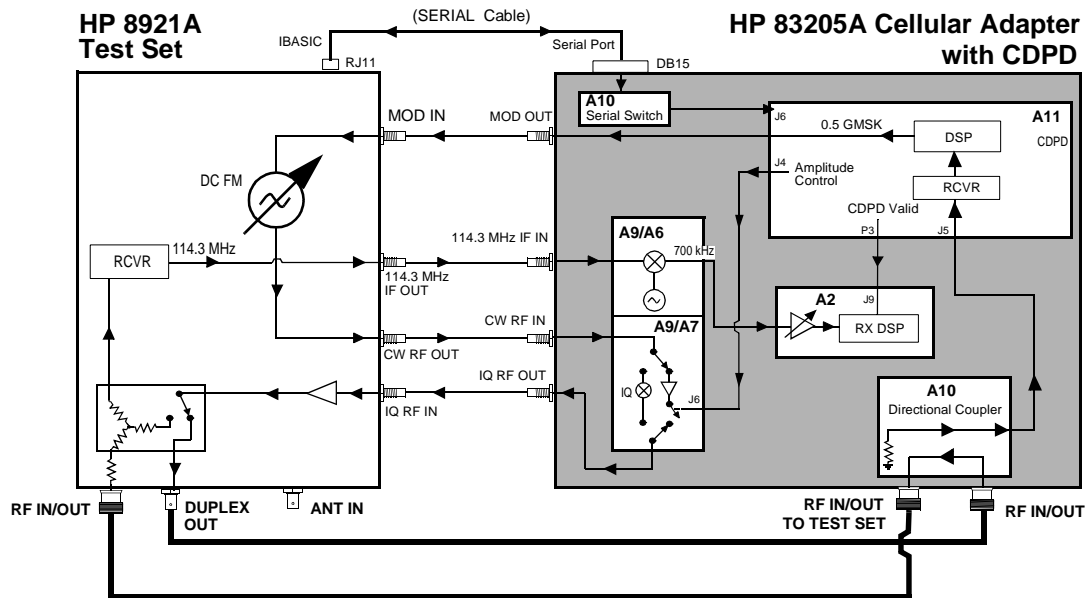 HP 8921A
Test Set
(SERIAL Cable)
HP 83205A Cellular Adapter
with CDPD
IBASIC
Serial Port
RJ11
DB15
A10
Serial Switch
MOD IN
MOD OUT
J6
A11
0.5 GMSK
DSP
CDPD
J4
Amplitude
Control
RCVR
DC FM
CDPD Valid
P3
J5
114.3 MHz IF IN
A9/A6
700 kHz
RCVR
114.3 MHz
114.3 MHz
IF OUT
J9
A2
RX DSP
CW RF IN
A9/A7
CW RF OUT
IQ RF OUT
IQ
J6
IQ RF IN
A10
Directional Coupler
RF IN/OUT
DUPLEX
OUT
ANT IN
RF IN/OUT
TO TEST SET
RF IN/OUT